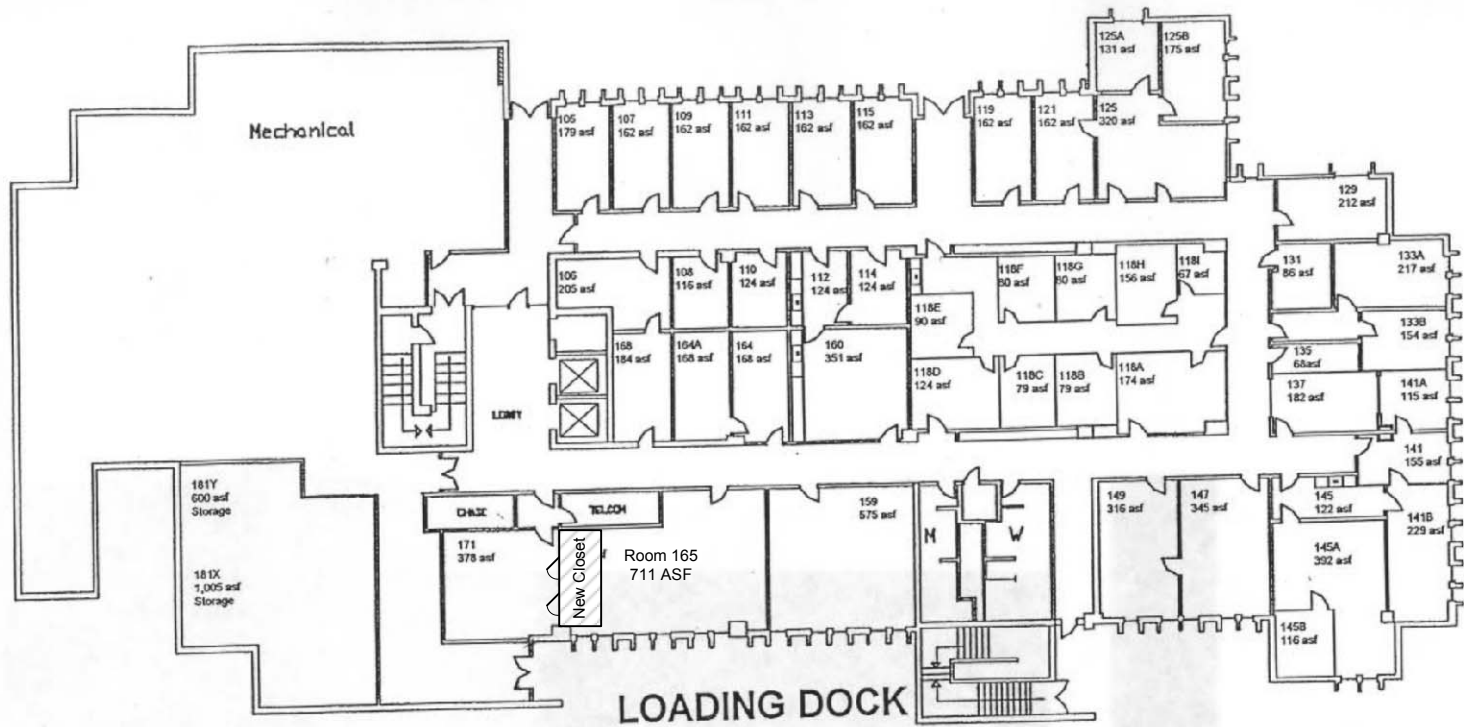 125A
131 asf
125B
175 asf
Mechanical
105
179 asf
107
162 asf
109
162 asf
111
162 asf
113
162 asf
115
162 asf
119
162 asf
121
162 asf
125
320 asf
129
212 asf
106
205 asf
108
116 asf
110
124 asf
112
124 asf
114
124 asf
118E
90 asf
118F
80 asf
118G
80 asf
118H
156 asf
118I
67 asf
131
86 asf
133A
217 asf
133B
154 asf
168
184 asf
164A
168 asf
164
168 asf
160
351 asf
118D
124 asf
118C
79 asf
118B
79 asf
118A
174 asf
135
68asf
137
182 asf
141A
115 asf
LOBBY
141
155 asf
181Y
600 asf
Storage
CHASE
TELCOM
159
575 asf
M
W
149
316 asf
147
345 asf
145
122 asf
141B
229 asf
171
378 asf
New Closet
Room 165
711 ASF
145A
392 asf
181X
1,005 asf
Storage
145B
116 asf
LOADING DOCK